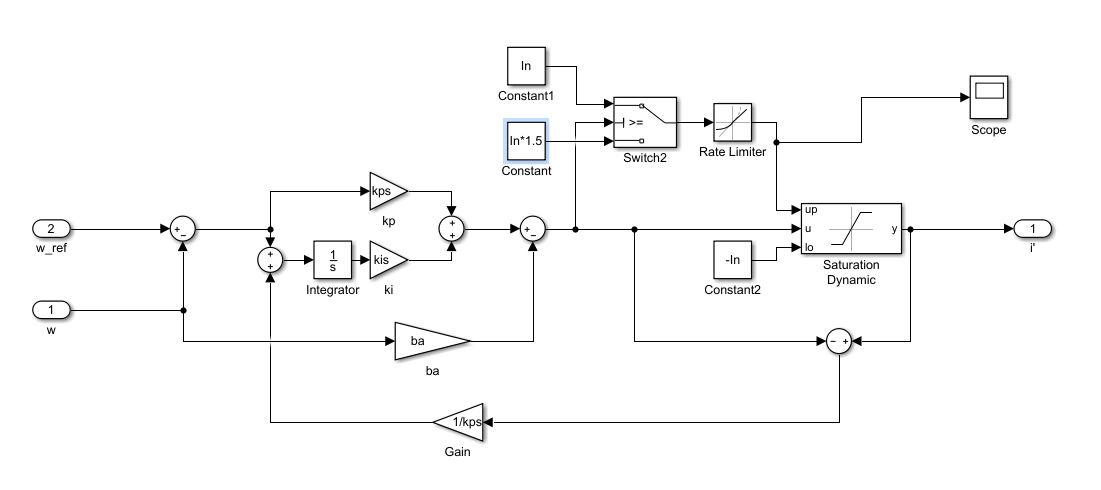 In
Constant1
In*1.5
Constant
>=
Switch2
Rate Limiter
Scope
kps
kp
2
w_ref
+
−
+
+
+
+
1
s
Integrator
kis
ki
+
−
up
u
lo
y
Saturation
Dynamic
-In
Constant2
1
i'
1
w
ba
ba
− +
1/kps
Gain